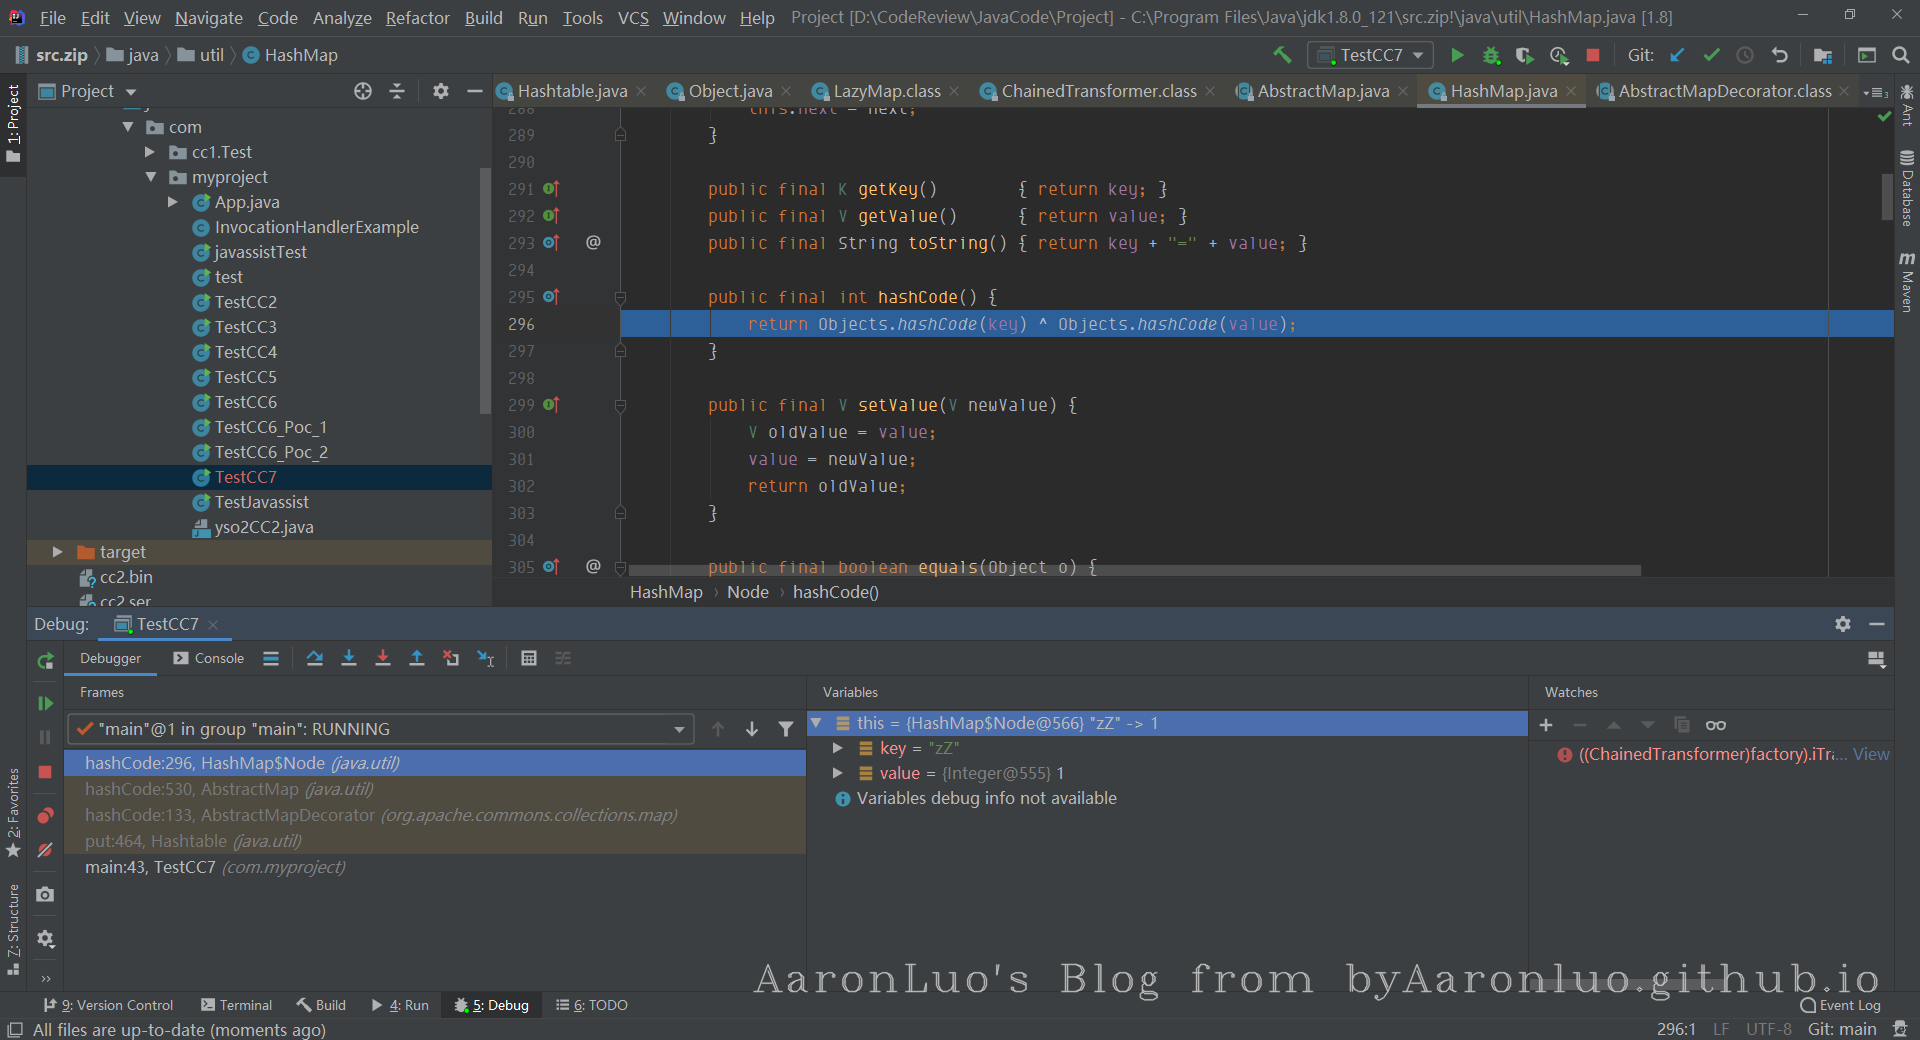 File Edit View Navigate Code Analyze Refactor Build Run Tools VCS Window Help Project [D:\CodeReview\JavaCode\Project] - C:\Program Files\Java\jdk1.8.0_121\src.zip!\java\util\HashMap.java [1.8]
src.zip java util HashMap TestCC7 Git:
1: Project
Project
Hashtable.java Object.java LazyMap.class ChainedTransformer.class AbstractMap.java HashMap.java AbstractMapDecorator.class
Ant
Database
Maven
com
cc1.Test
myproject
App.java
InvocationHandlerExample
javassistTest
test
TestCC2
TestCC3
TestCC4
TestCC5
TestCC6
TestCC6_Poc_1
TestCC6_Poc_2
TestCC7
TestJavassist
yso2CC2.java
target
cc2.bin
cc2.ser
288 this.next = next;
289 }
290
291 public final K getKey() { return key; }
292 public final V getValue() { return value; }
293 @ public final String toString() { return key + "=" + value; }
294
295 public final int hashCode() {
296 return Objects.hashCode(key) ^ Objects.hashCode(value);
297 }
298
299 public final V setValue(V newValue) {
300 V oldValue = value;
301 value = newValue;
302 return oldValue;
303 }
304
305 @ public final boolean equals(Object o) {
HashMap › Node › hashCode()
Debug: TestCC7
Debugger Console
Frames
"main"@1 in group "main": RUNNING
hashCode:296, HashMap$Node (java.util)
hashCode:530, AbstractMap (java.util)
hashCode:133, AbstractMapDecorator (org.apache.commons.collections.map)
put:464, Hashtable (java.util)
main:43, TestCC7 (com.myproject)
Variables
this = {HashMap$Node@566} "zZ" -> 1
key = "zZ"
value = {Integer@555} 1
Variables debug info not available
Watches
((ChainedTransformer)factory).iTra... View
2: Favorites
7: Structure
AaronLuo's Blog from byAaronluo.github.io
9: Version Control Terminal Build 4: Run 5: Debug 6: TODO Event Log
All files are up-to-date (moments ago) 296:1 LF UTF-8 Git: main